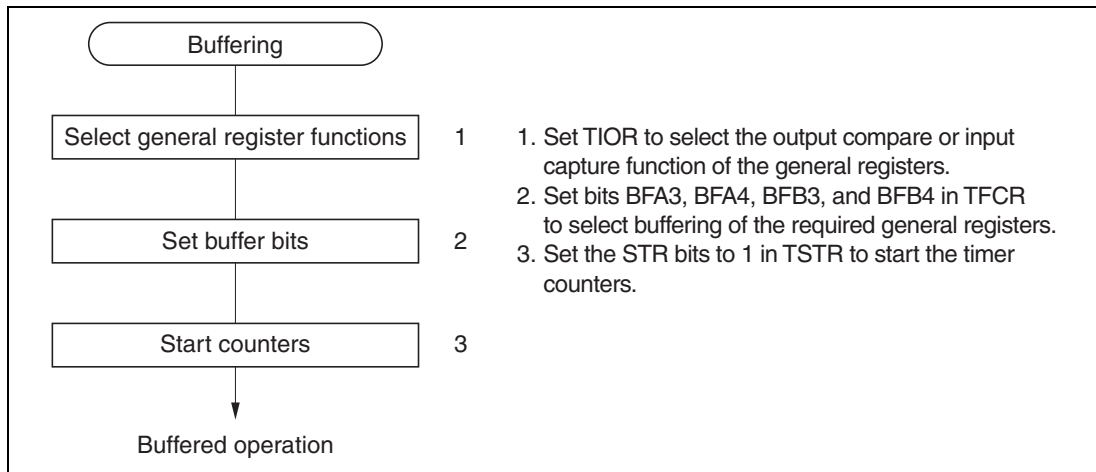 Buffering
Select general register functions 1
Set buffer bits 2
Start counters 3
Buffered operation
1. Set TIOR to select the output compare or input
capture function of the general registers.
2. Set bits BFA3, BFA4, BFB3, and BFB4 in TFCR
to select buffering of the required general registers.
3. Set the STR bits to 1 in TSTR to start the timer
counters.